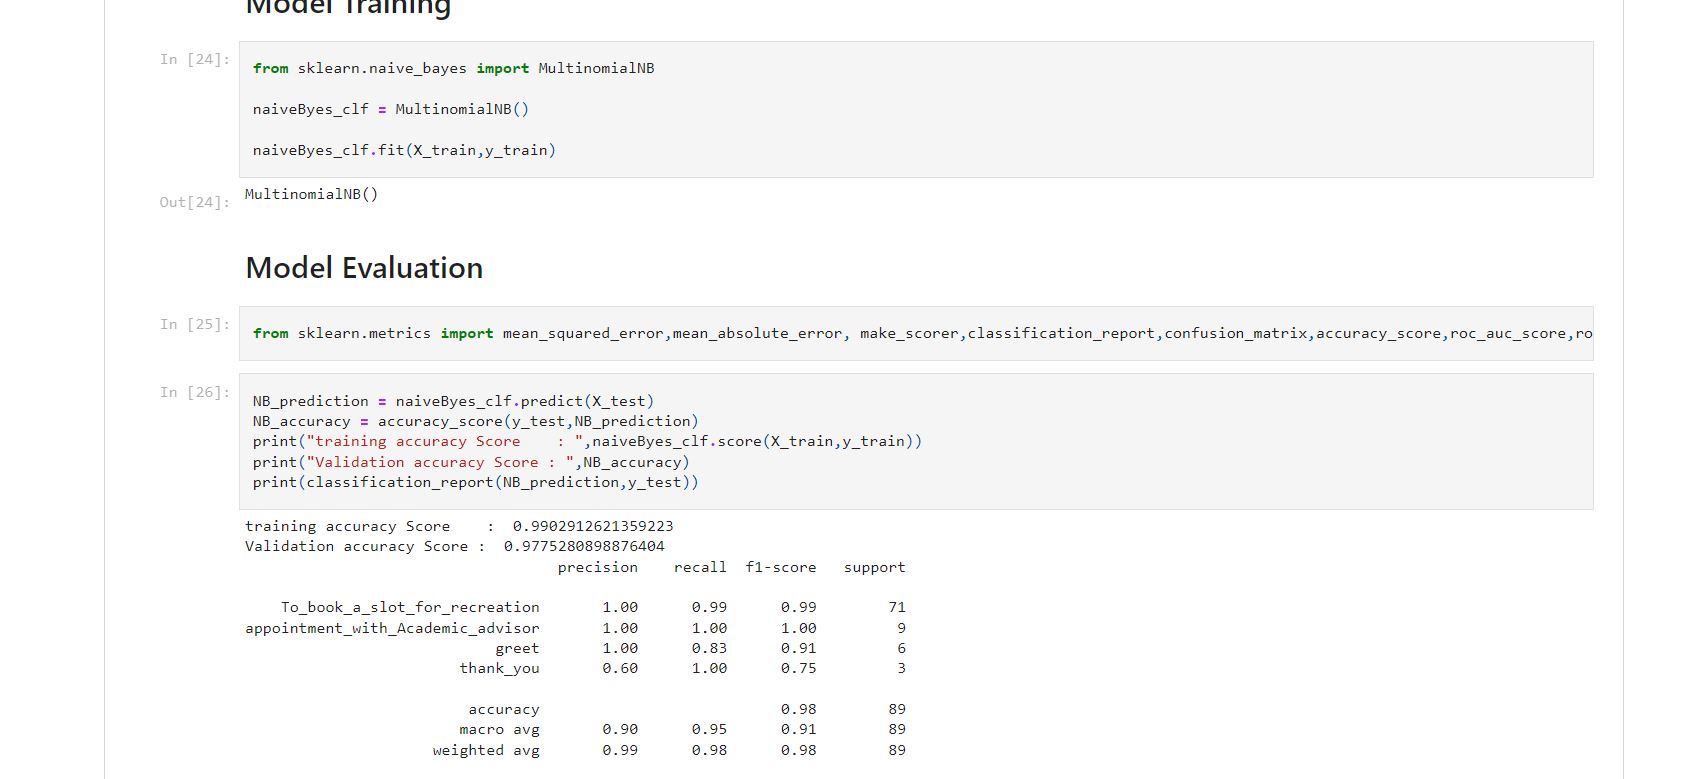 Model Training
In [24]:
from sklearn.naive_bayes import MultinomialNB
naiveByes_clf = MultinomialNB()
naiveByes_clf.fit(X_train,y_train)
Out[24]:
MultinomialNB()
Model Evaluation
In [25]:
from sklearn.metrics import mean_squared_error,mean_absolute_error, make_scorer,classification_report,confusion_matrix,accuracy_score,roc_auc_score,ro
In [26]:
NB_prediction = naiveByes_clf.predict(X_test)
NB_accuracy = accuracy_score(y_test,NB_prediction)
print("training accuracy Score    : ",naiveByes_clf.score(X_train,y_train))
print("Validation accuracy Score : ",NB_accuracy)
print(classification_report(NB_prediction,y_test))
training accuracy Score    :  0.9902912621359223
Validation accuracy Score :  0.9775280898876404
precision recall f1-score support
To_book_a_slot_for_recreation 1.00 0.99 0.99 71
appointment_with_Academic_advisor 1.00 1.00 1.00 9
greet 1.00 0.83 0.91 6
thank_you 0.60 1.00 0.75 3
accuracy 0.98 89
macro avg 0.90 0.95 0.91 89
weighted avg 0.99 0.98 0.98 89